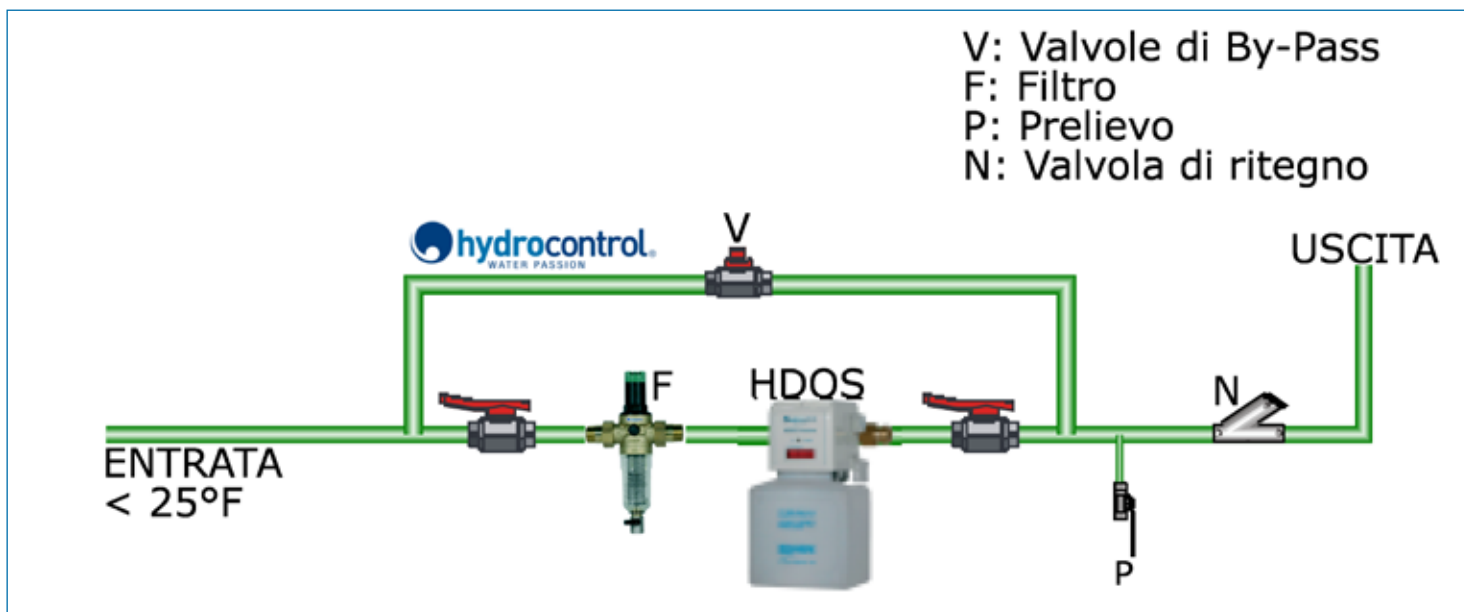 V: Valvole di By-Pass
F: Filtro
P: Prelievo
N: Valvola di ritegno
hydrocontrol®
WATER PASSION
V
USCITA
F
HDOS
N
ENTRATA
< 25°F
P